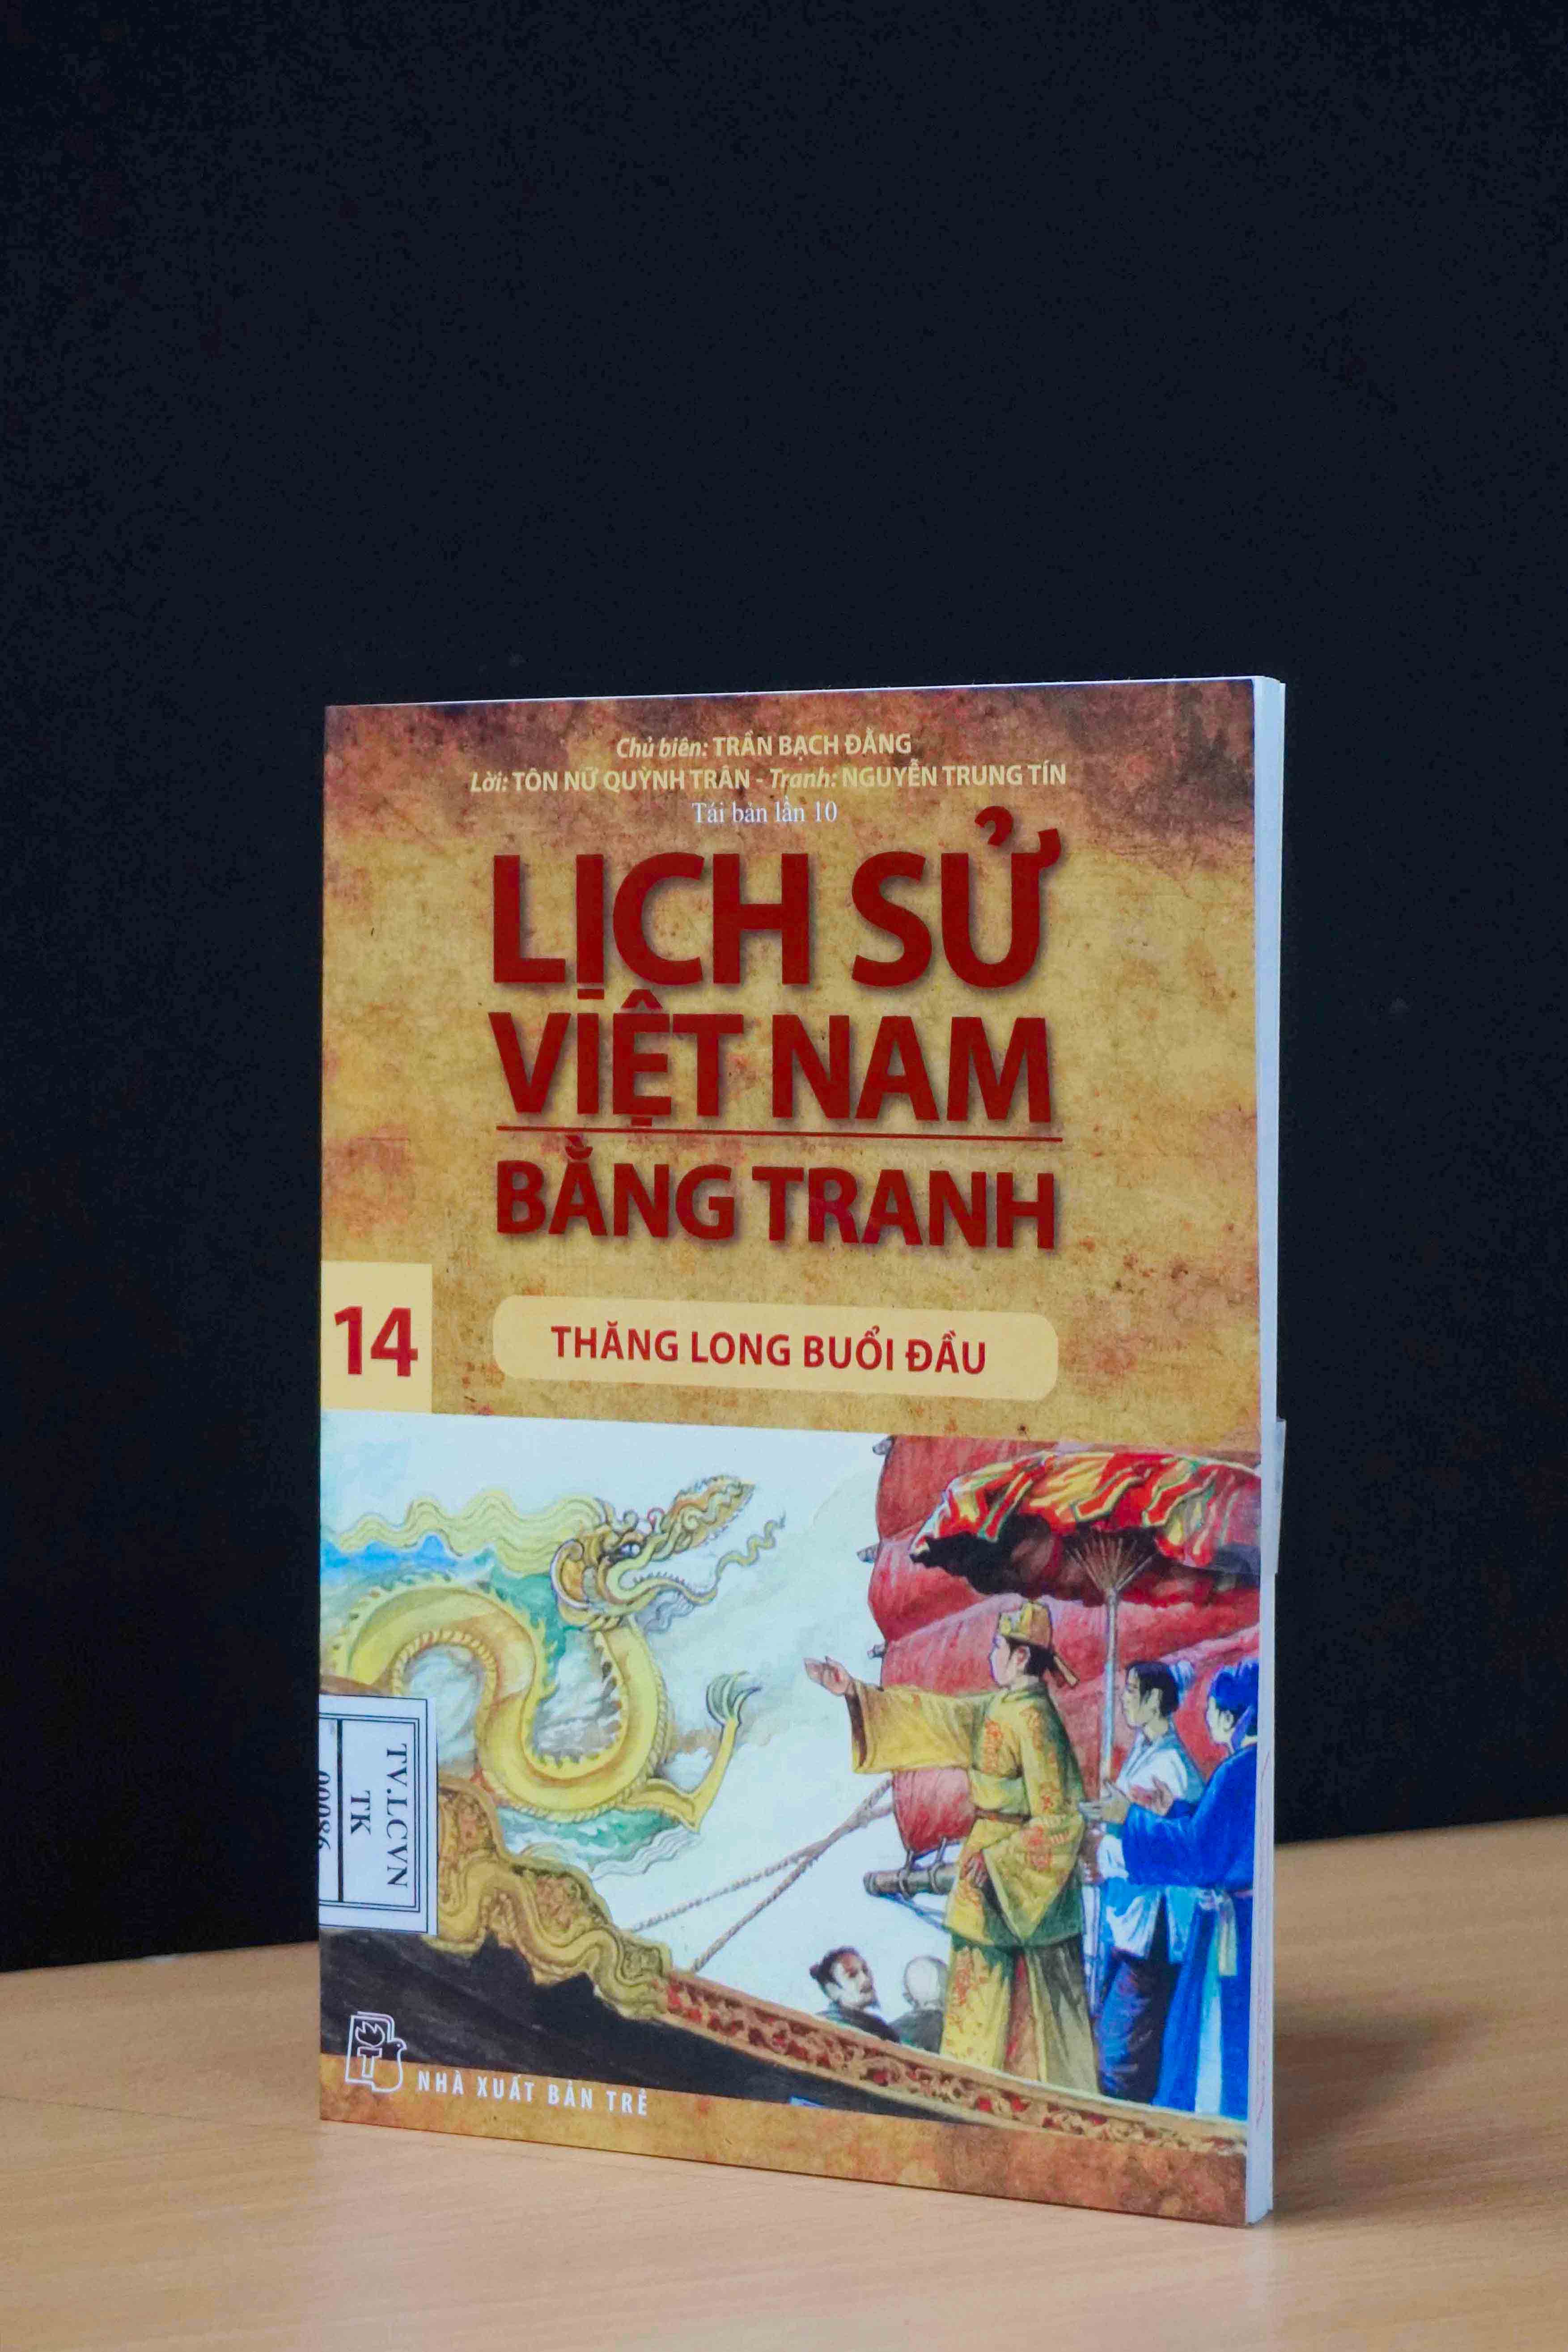 Chủ biên: TRẦN BẠCH ĐẰNG
Lời: TÔN NỮ QUỲNH TRÂN - Tranh: NGUYỄN TRUNG TÍN
Tái bản lần 10
LỊCH SỬ
VIỆT NAM
BẰNG TRANH
14
THĂNG LONG BUỔI ĐẦU
TV.LCVN
TK
00086
NHÀ XUẤT BẢN TRẺ